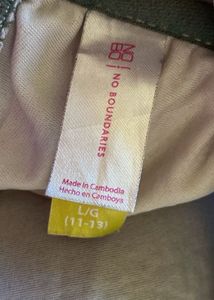 NO
BO
NO BOUNDARIES
Made in Cambodia
Hecho en Camboya
L/G
(11-13)